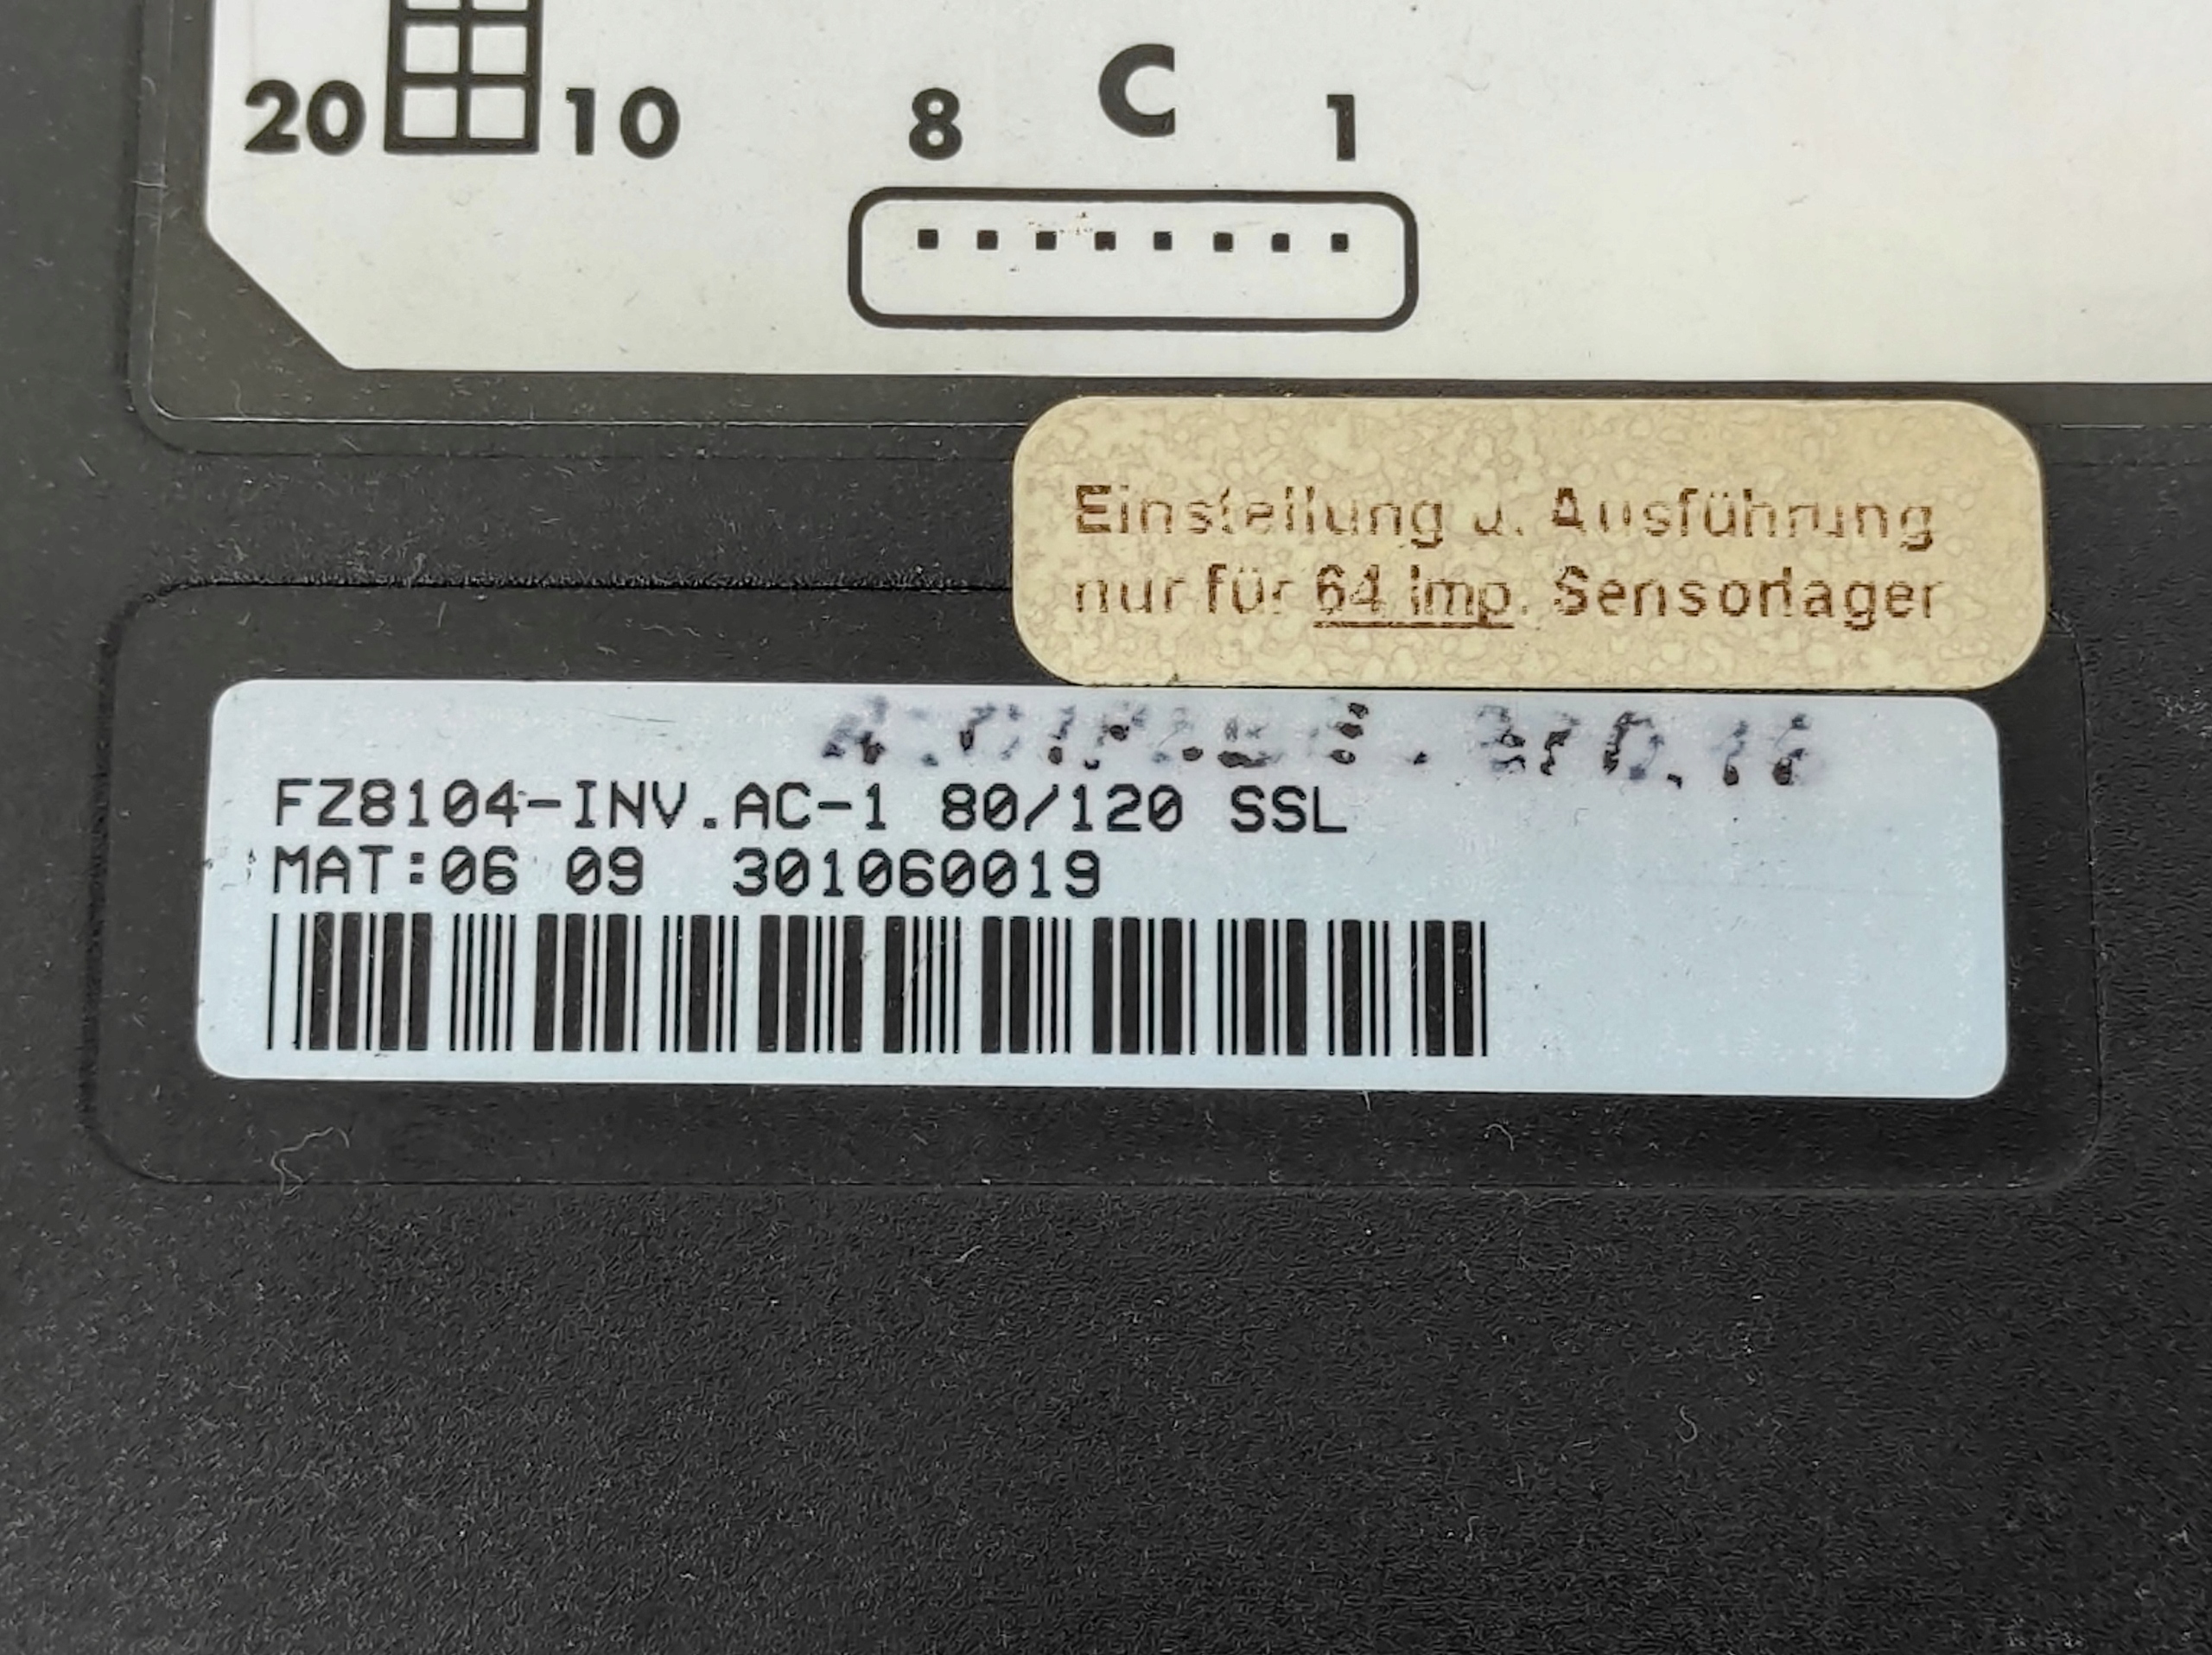 20 10 8 C 1
Einstellung u. Ausführung
nur für 64 imp. Sensorlager
FZ8104-INV.AC-1 80/120 SSL
MAT:06 09 301060019